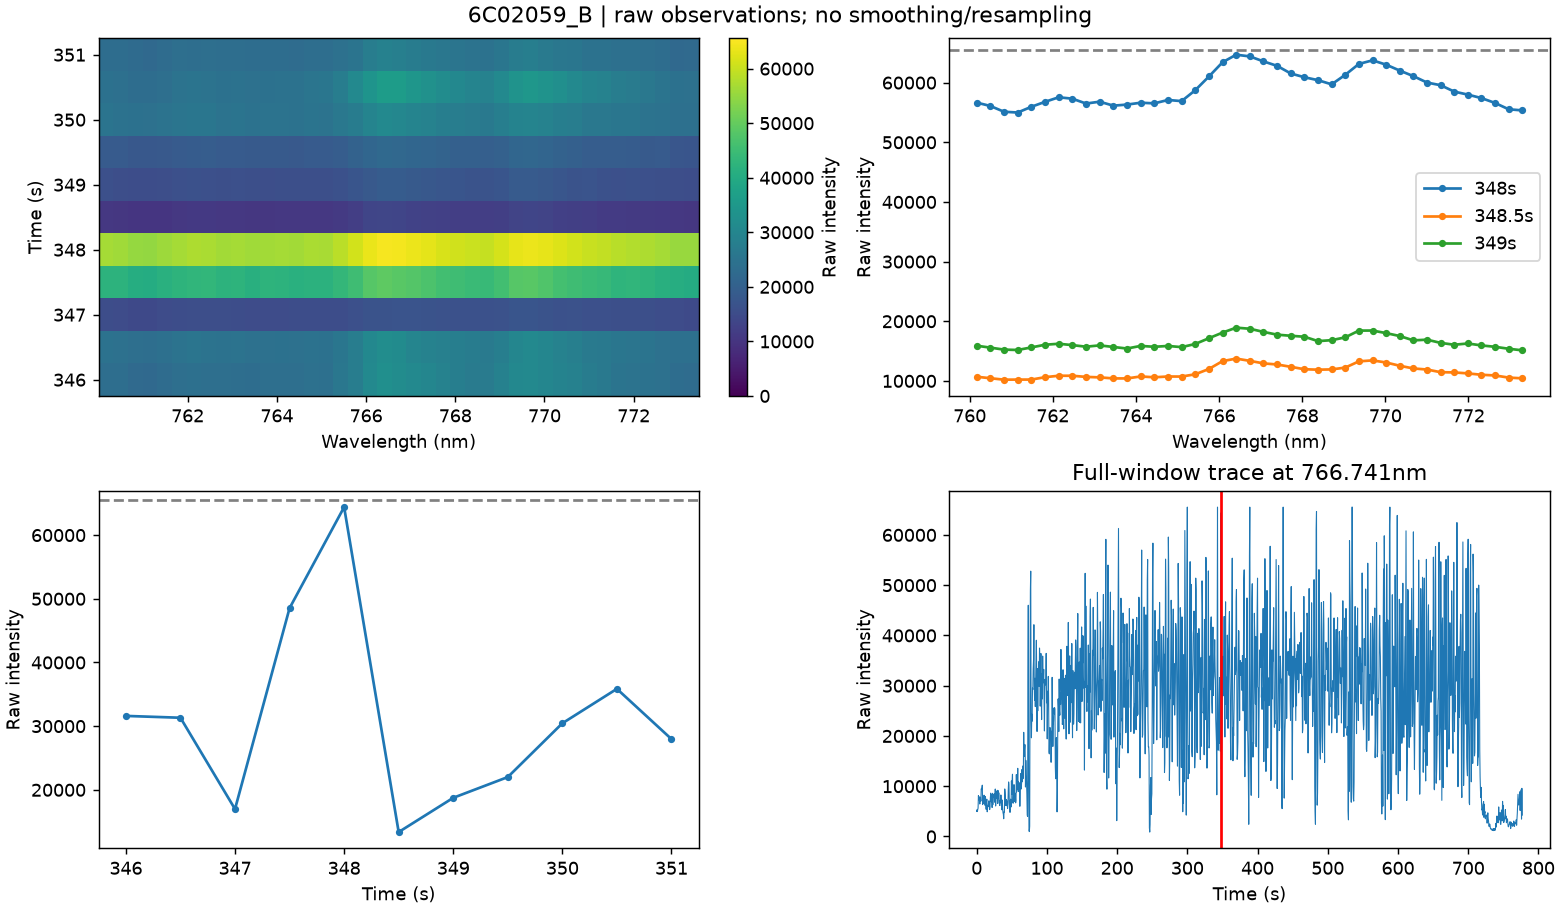 6C02059_B | raw observations; no smoothing/resampling
351
350
349
348
347
346
Time (s)
762 764 766 768 770 772
Wavelength (nm)
60000
50000
40000
30000
20000
10000
0
Raw intensity
60000
50000
40000
30000
20000
10000
Raw intensity
348s
348.5s
349s
760 762 764 766 768 770 772
Wavelength (nm)
60000
50000
40000
30000
20000
Raw intensity
346 347 348 349 350 351
Time (s)
Full-window trace at 766.741nm
60000
50000
40000
30000
20000
10000
0
Raw intensity
0 100 200 300 400 500 600 700 800
Time (s)